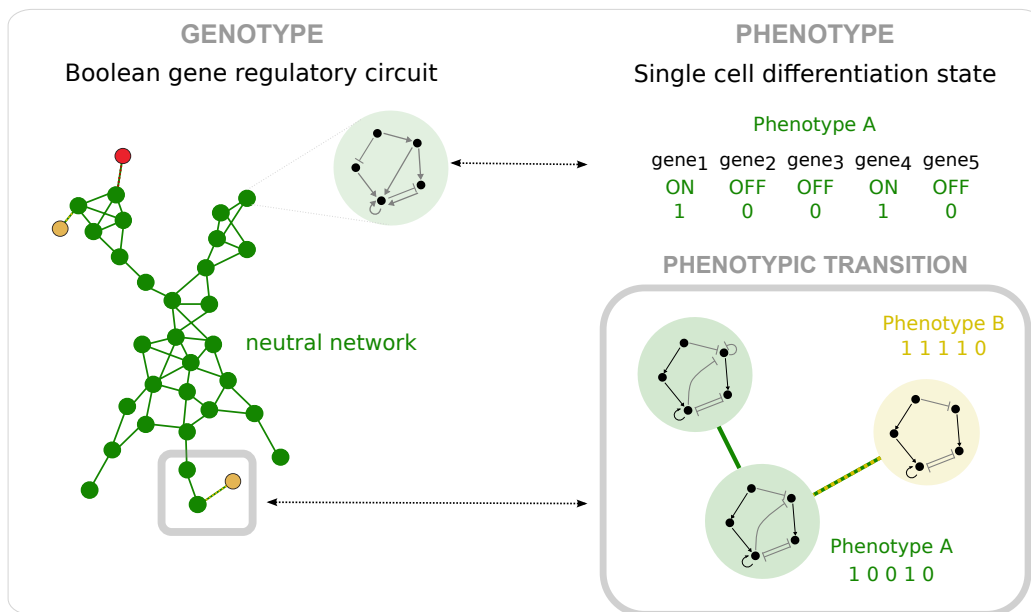 GENOTYPE
Boolean gene regulatory circuit
neutral network
PHENOTYPE
Single cell differentiation state
Phenotype A
gene1 gene2 gene3 gene4 gene5
ON OFF OFF ON OFF
1 0 0 1 0
PHENOTYPIC TRANSITION
Phenotype B
1 1 1 1 0
Phenotype A
1 0 0 1 0